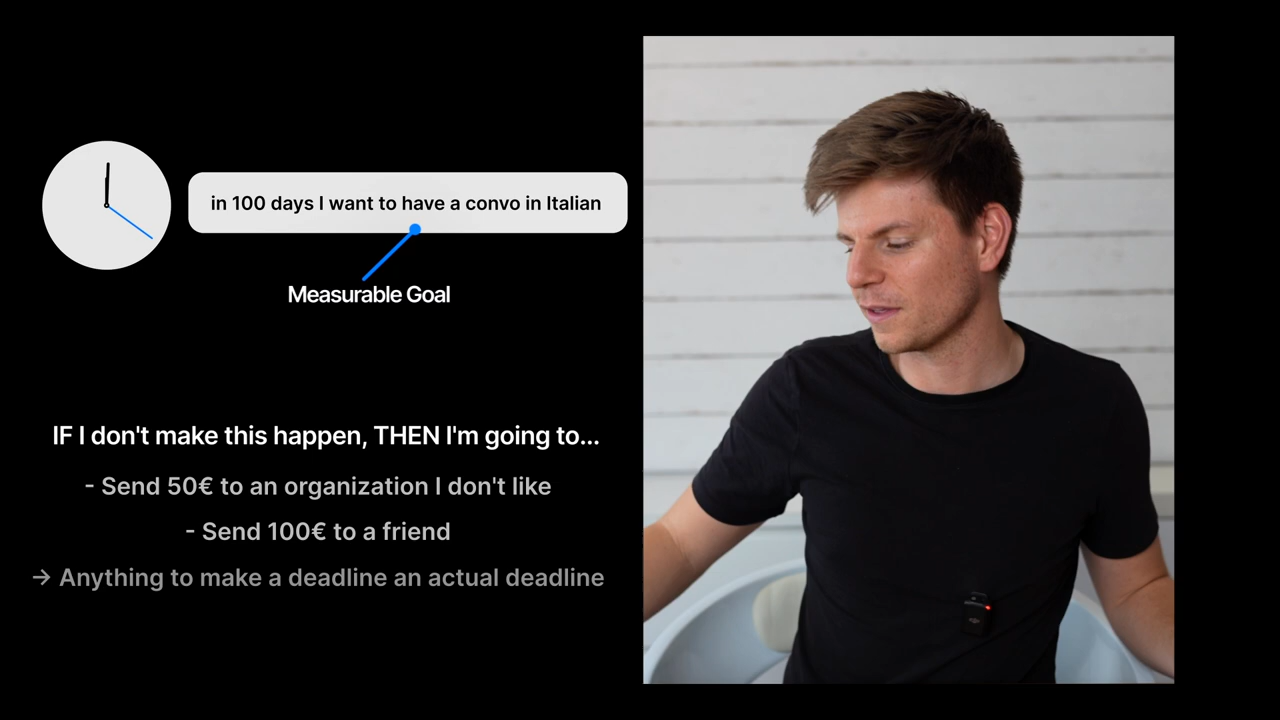 in 100 days I want to have a convo in Italian
Measurable Goal
IF I don't make this happen, THEN I'm going to...
- Send 50€ to an organization I don't like
- Send 100€ to a friend
→ Anything to make a deadline an actual deadline